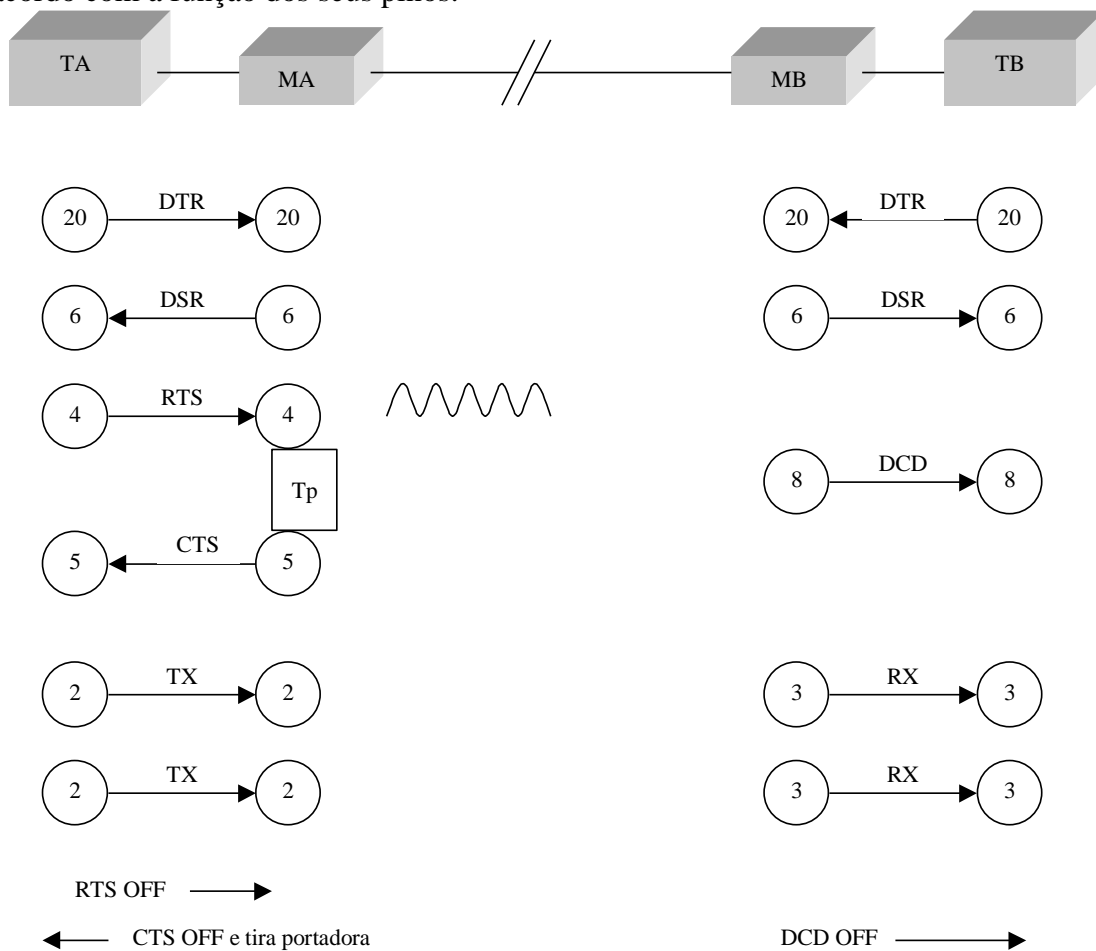 acordo com a função dos seus pinos.
TA MA MB TB
DTR DTR
20 20 20 20
DSR DSR
6 6 6 6
RTS
4 4
DCD
Tp 8 8
CTS
5 5
TX RX
2 2 3 3
TX RX
2 2 3 3
RTS OFF
CTS OFF e tira portadora DCD OFF